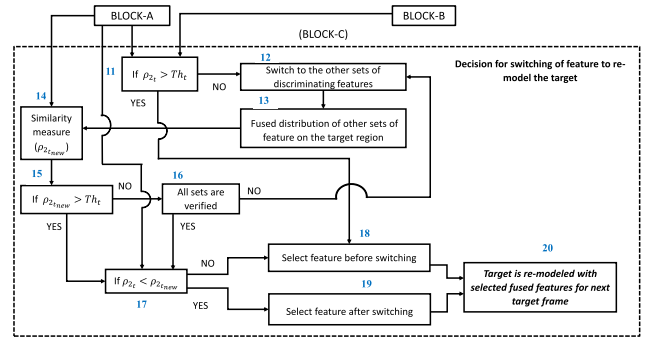 BLOCK-A
BLOCK-B
(BLOCK-C)
Decision for switching of feature to re-
model the target
11
If ρ₂ₜ > Thₜ
NO
YES
12
Switch to the other sets of
discriminating features
13
Fused distribution of other sets of
feature on the target region
14
Similarity
measure
(ρ₂ₜₙₑw)
15
If ρ₂ₜₙₑw > Thₜ
NO
YES
16
All sets are
verified
NO
YES
17
If ρ₂ₜ < ρ₂ₜₙₑw
NO
YES
18
Select feature before switching
19
Select feature after switching
20
Target is re-modeled with
selected fused features for next
target frame